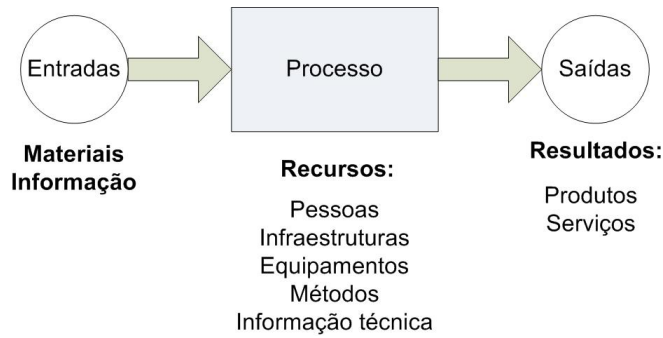 Entradas
Processo
Saídas
Materiais
Informação
Recursos:
Pessoas
Infraestruturas
Equipamentos
Métodos
Informação técnica
Resultados:
Produtos
Serviços